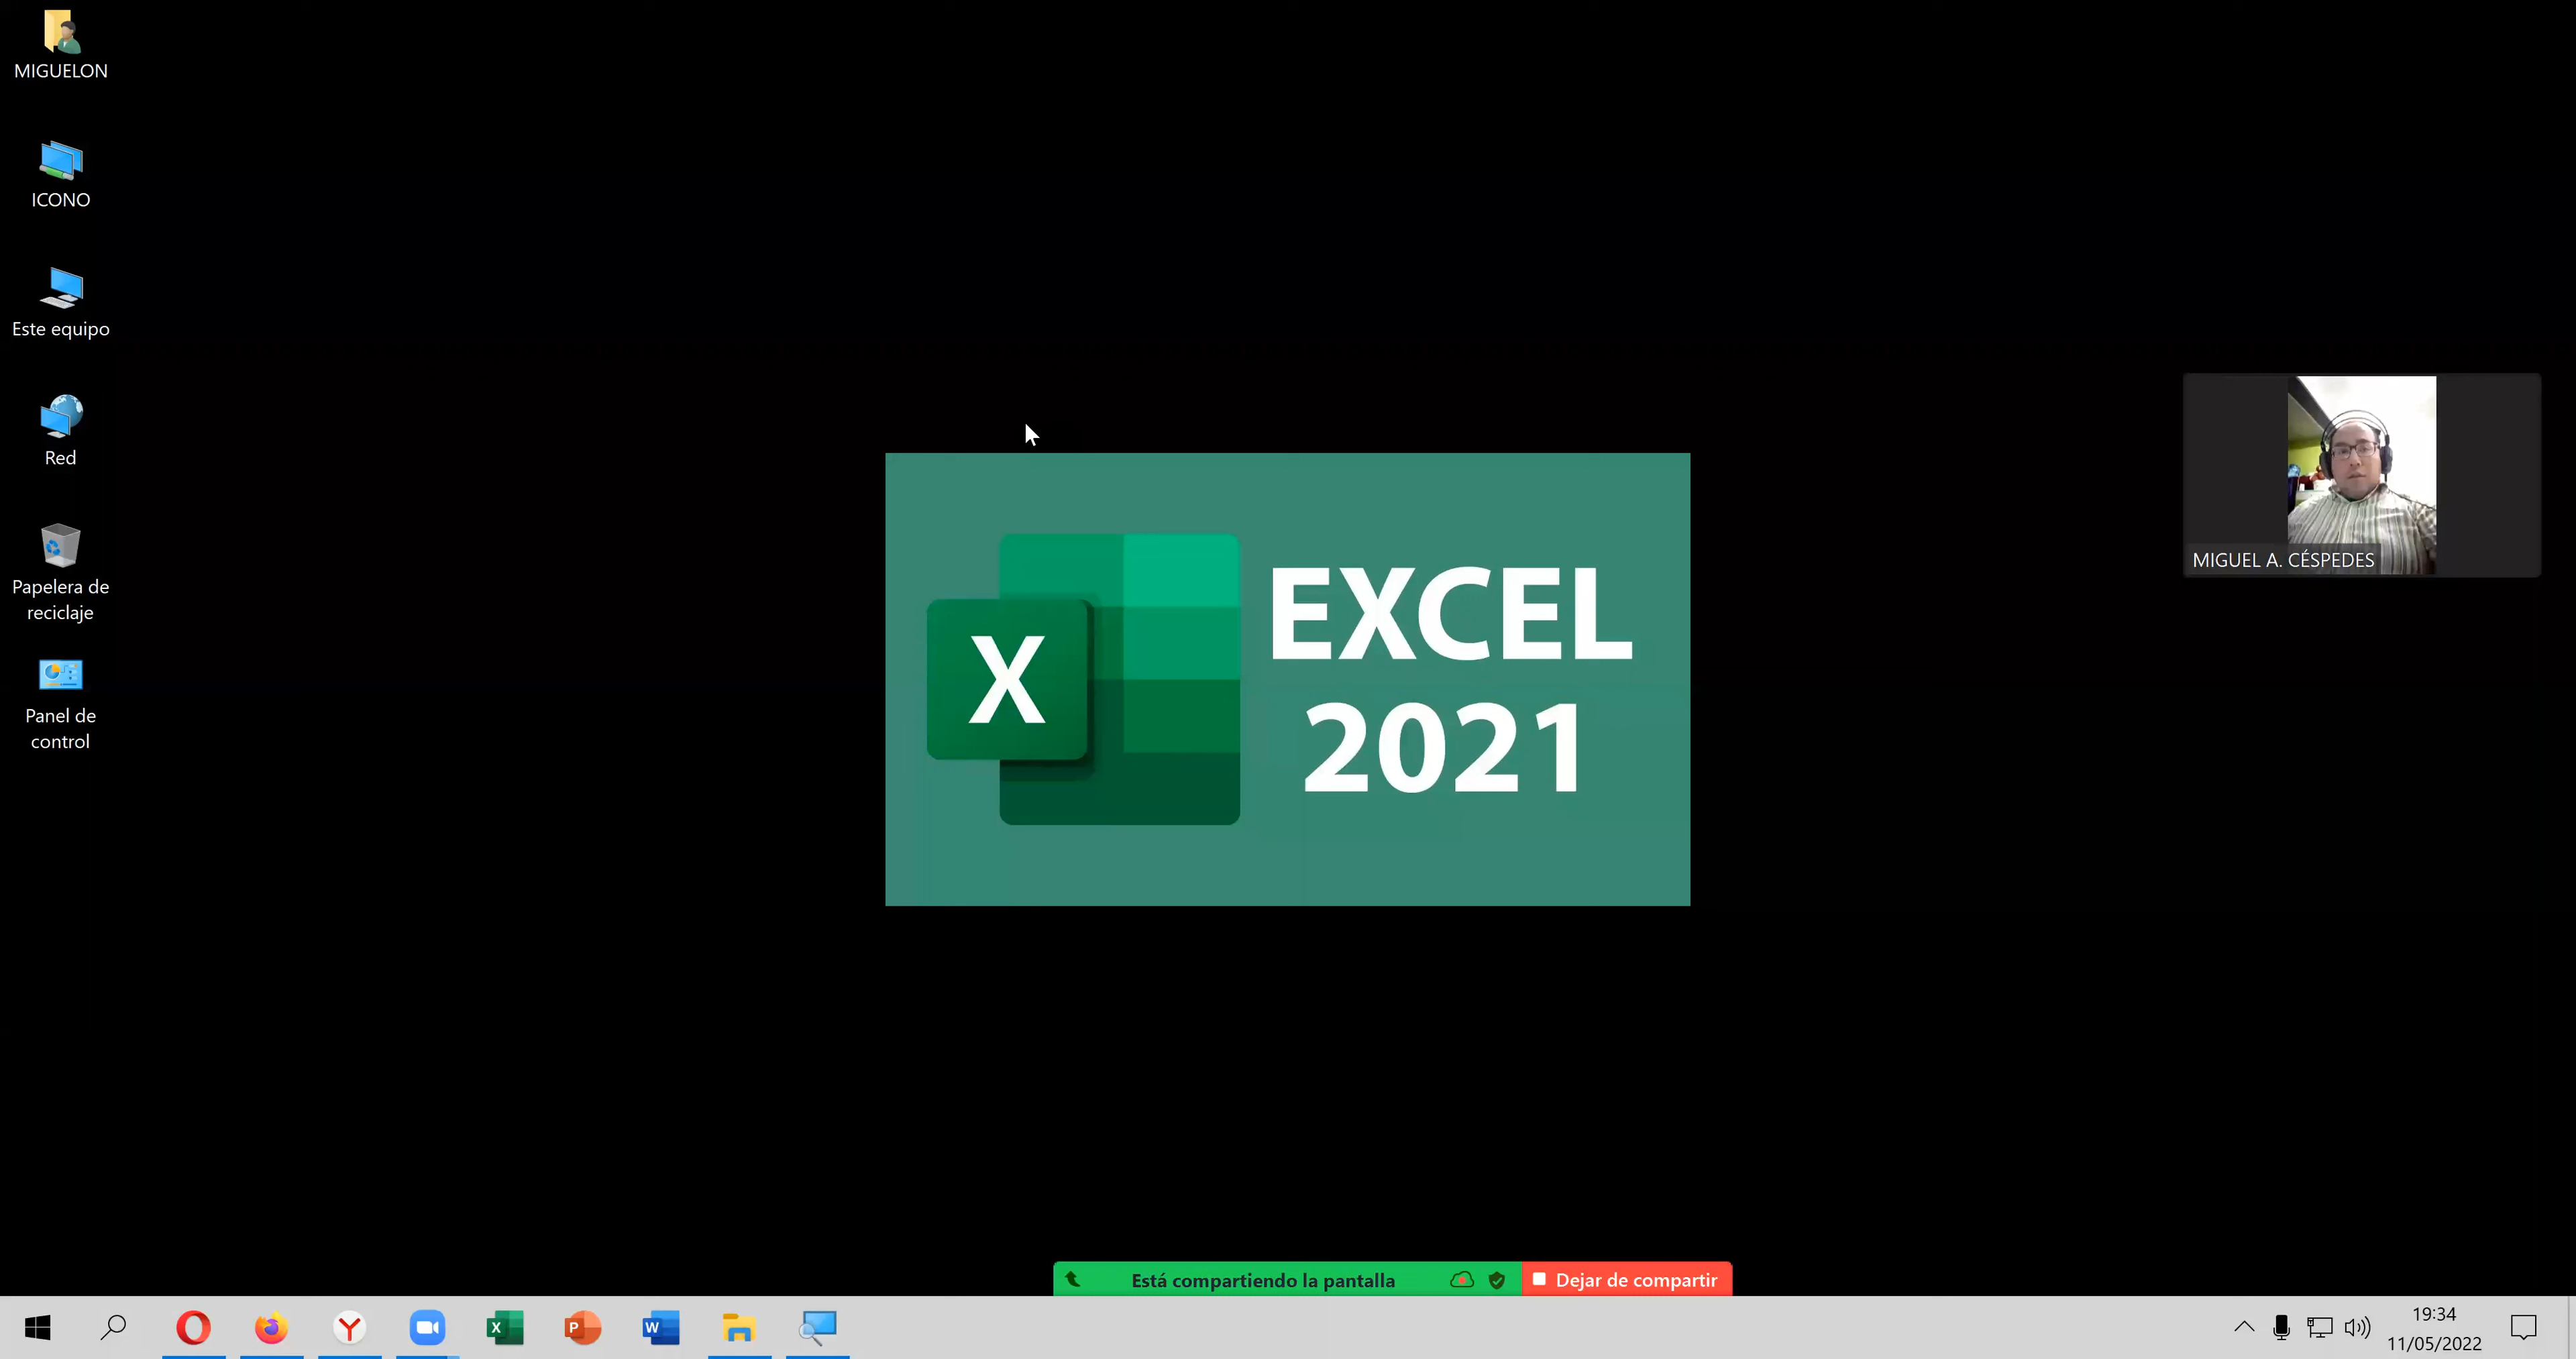 MIGUELON
ICONO
Este equipo
Red
Papelera de
reciclaje
Panel de
control
X
EXCEL
2021
MIGUEL A. CÉSPEDES
Está compartiendo la pantalla
Dejar de compartir
X
P
W
19:34
11/05/2022